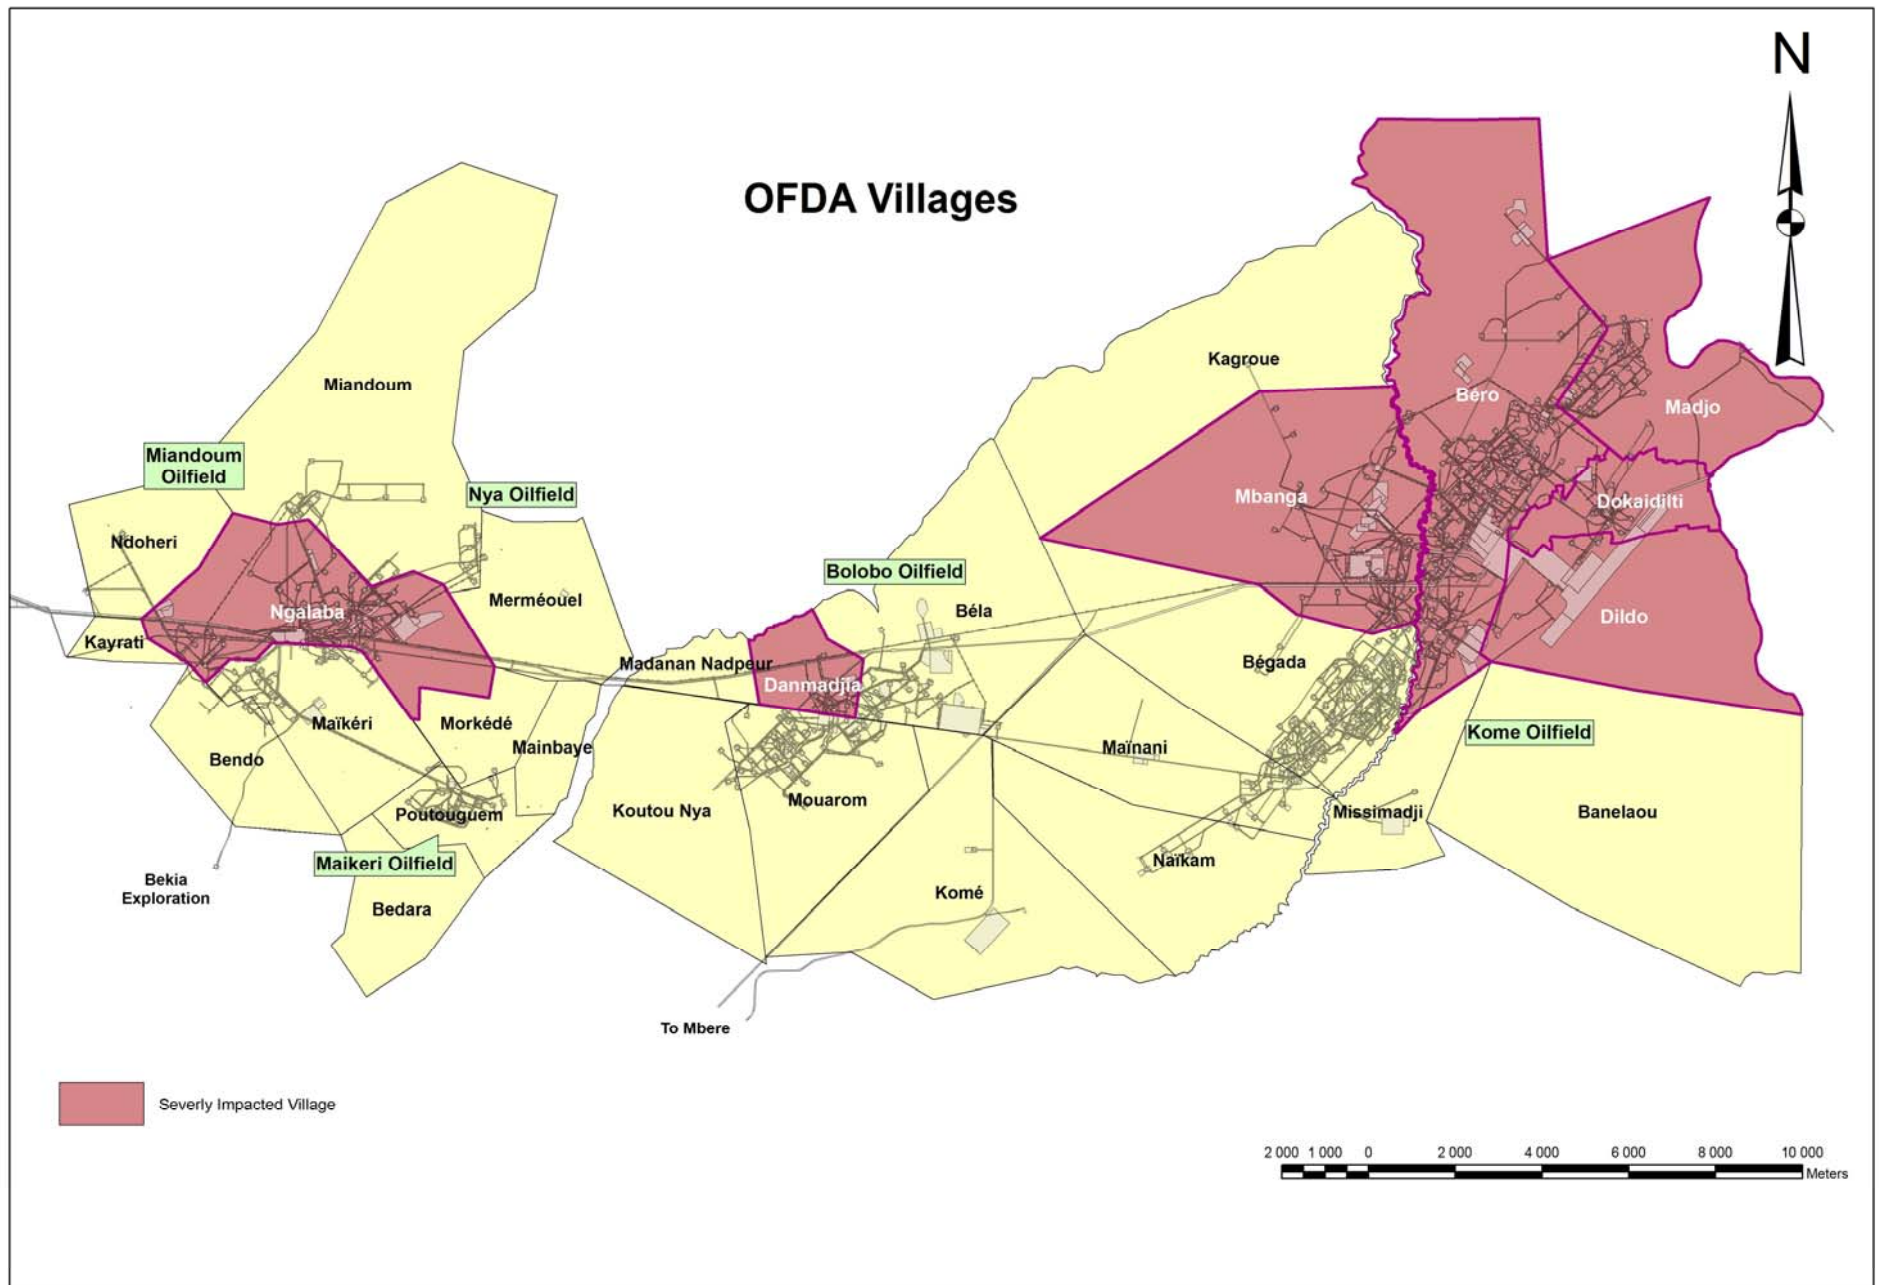 N
OFDA Villages
Miandoum
Kagroue
Béro
Madjo
Miandoum
Oilfield
Nya Oilfield
Mbanga
Dokaidilti
Ndoheri
Bolobo Oilfield
Merméouel
Ngalaba
Béla
Dildo
Kayrati
Madanan Nadpeur
Bégada
Danmadjia
Maïkéri
Morkédé
Mainbaye
Maïnani
Kome Oilfield
Bendo
Koutou Nya
Mouarom
Poutouguem
Missimadji
Banelaou
Maikeri Oilfield
Naïkam
Bekia
Exploration
Komé
Bedara
To Mbere
Severly Impacted Village
2 000 1 000 0 2 000 4 000 6 000 8 000 10 000
Meters